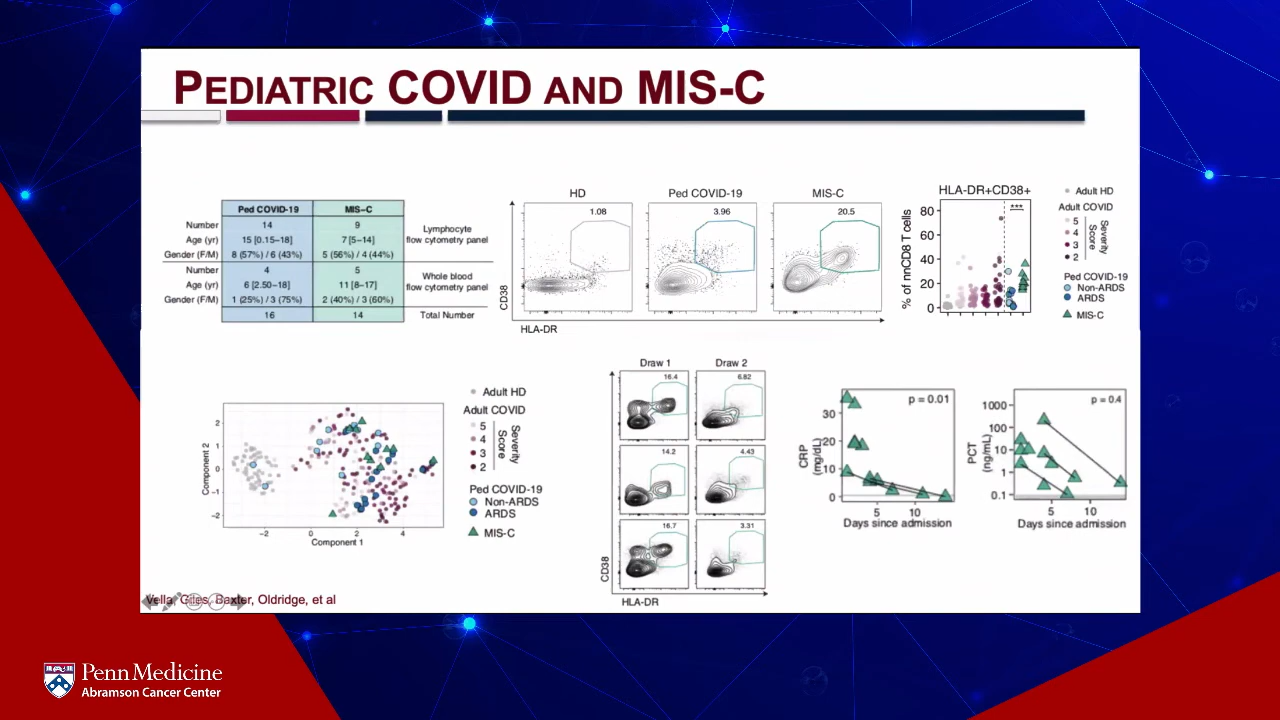 PEDIATRIC COVID AND MIS-C
Ped COVID-19 MIS–C
Number 14 9
Age (yr) 15 [0.15–18] 7 [5–14]
Gender (F/M) 8 (57%) / 6 (43%) 5 (56%) / 4 (44%)
Lymphocyte
flow cytometry panel
Number 4 5
Age (yr) 6 [2.50–18] 11 [8–17]
Gender (F/M) 1 (25%) / 3 (75%) 2 (40%) / 3 (60%)
Whole blood
flow cytometry panel
16 14 Total Number
HD
1.08
Ped COVID-19
3.96
MIS-C
20.5
CD38
HLA-DR
HLA-DR+CD38+
***
% of nnCD8 T cells
80
60
40
20
0
Adult HD
Adult COVID
5
4
3
2
Severity
Score
Ped COVID-19
Non-ARDS
ARDS
MIS-C
Component 2
2
1
0
−1
−2
−2 0 2 4
Component 1
Adult HD
Adult COVID
5
4
3
2
Severity
Score
Ped COVID-19
Non-ARDS
ARDS
MIS-C
Draw 1 Draw 2
16.4 6.82
14.2 4.43
16.7 3.31
CD38
HLA-DR
p = 0.01
CRP
(mg/dL)
30
20
10
0
5 10
Days since admission
p = 0.4
PCT
(ng/mL)
1000
100
10
1
0.1
5 10
Days since admission
Vella, Giles, Baxter, Oldridge, et al
Penn Medicine
Abramson Cancer Center